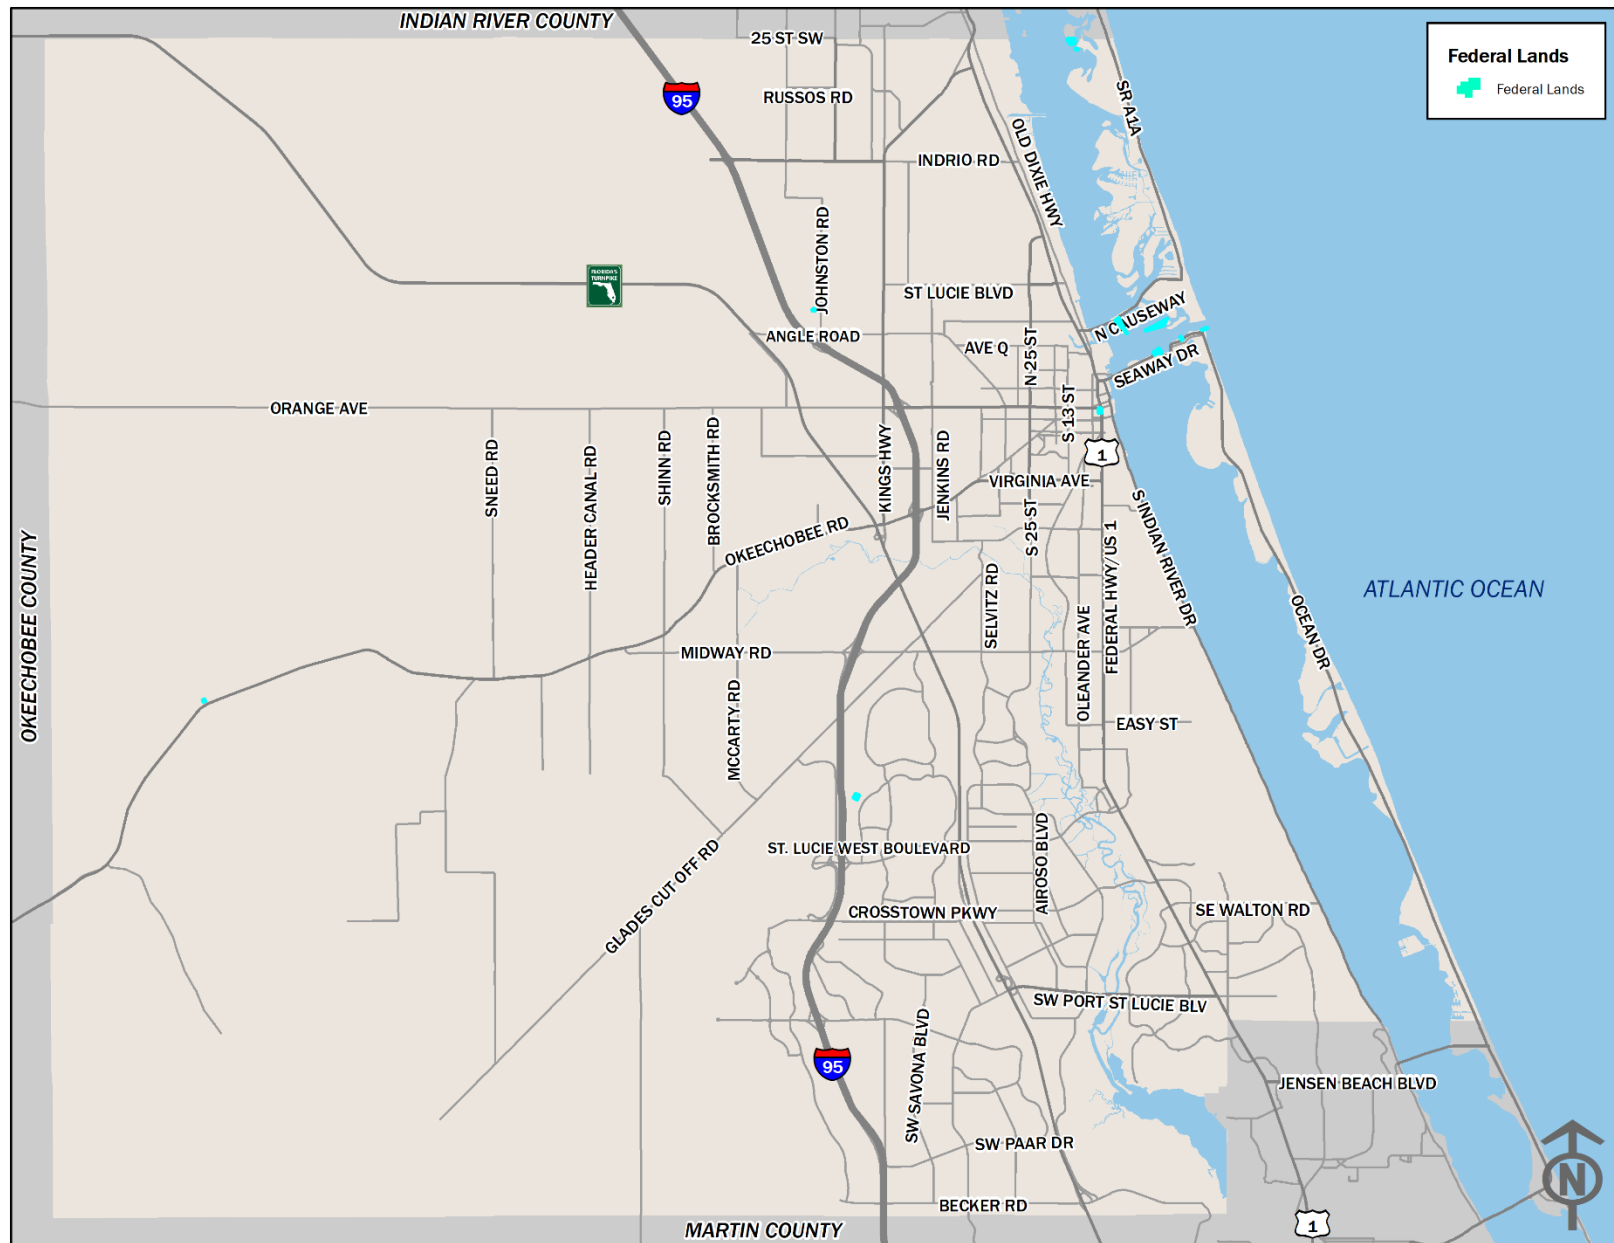 INDIAN RIVER COUNTY
25 ST SW
Federal Lands
Federal Lands
95
RUSSOS RD
SR A1A
OLD DIXIE HWY
INDRIO RD
JOHNSTON RD
FLORIDA'S
TURNPIKE
ST LUCIE BLVD
N CAUSEWAY
ANGLE ROAD
AVE Q
N 25 ST
SEAWAY DR
ORANGE AVE
S 13 ST
SNEED RD
HEADER CANAL RD
SHINN RD
BROCKSMITH RD
KINGS HWY
JENKINS RD
1
VIRGINIA AVE
S 25 ST
OKEECHOBEE RD
S INDIAN RIVER DR
FEDERAL HWY/US 1
SELVITZ RD
ATLANTIC OCEAN
OCEAN DR
OKEECHOBEE COUNTY
MIDWAY RD
OLEANDER AVE
MCCARTY RD
EASY ST
GLADES CUT OFF RD
ST. LUCIE WEST BOULEVARD
AIROSO BLVD
CROSSTOWN PKWY
SE WALTON RD
SW PORT ST LUCIE BLV
SW SAVONA BLVD
95
JENSEN BEACH BLVD
SW PAAR DR
BECKER RD
N
MARTIN COUNTY
1